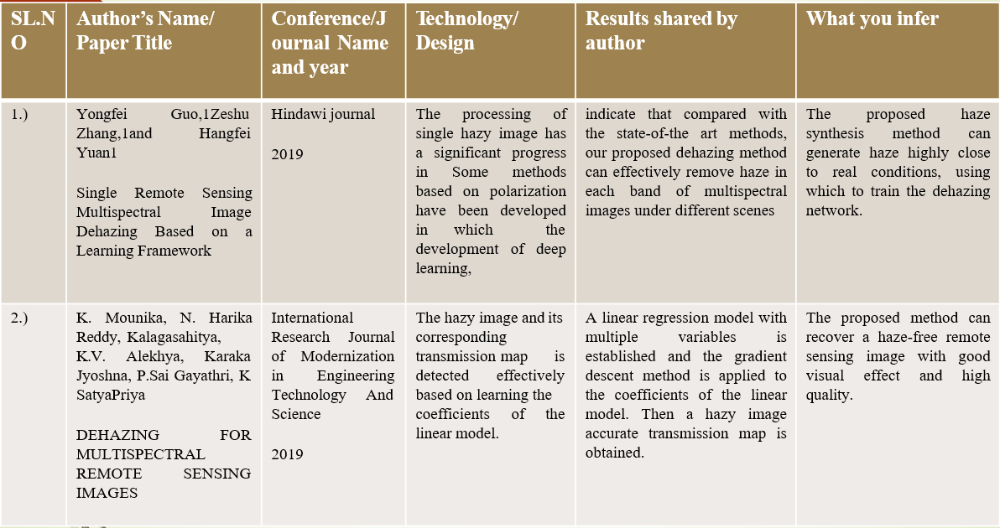 SL.N
O
Author’s Name/
Paper Title
Conference/J
ournal Name
and year
Technology/
Design
Results shared by
author
What you infer
1.)
Yongfei Guo,1Zeshu
Zhang,1and Hangfei
Yuan1
Single Remote Sensing
Multispectral Image
Dehazing Based on a
Learning Framework
Hindawi journal
2019
The processing of
single hazy image has
a significant progress
in Some methods
based on polarization
have been developed
in which the
development of deep
learning,
indicate that compared with
the state-of-the art methods,
our proposed dehazing method
can effectively remove haze in
each band of multispectral
images under different scenes
The proposed haze
synthesis method can
generate haze highly close
to real conditions, using
which to train the dehazing
network.
2.)
K. Mounika, N. Harika
Reddy, Kalagasahitya,
K.V. Alekhya, Karaka
Jyoshna, P.Sai Gayathri, K
SatyaPriya
DEHAZING FOR
MULTISPECTRAL
REMOTE SENSING
IMAGES
International
Research Journal
of Modernization
in Engineering
Technology And
Science
2019
The hazy image and its
corresponding
transmission map is
detected effectively
based on learning the
coefficients of the
linear model.
A linear regression model with
multiple variables is
established and the gradient
descent method is applied to
the coefficients of the linear
model. Then a hazy image
accurate transmission map is
obtained.
The proposed method can
recover a haze-free remote
sensing image with good
visual effect and high
quality.